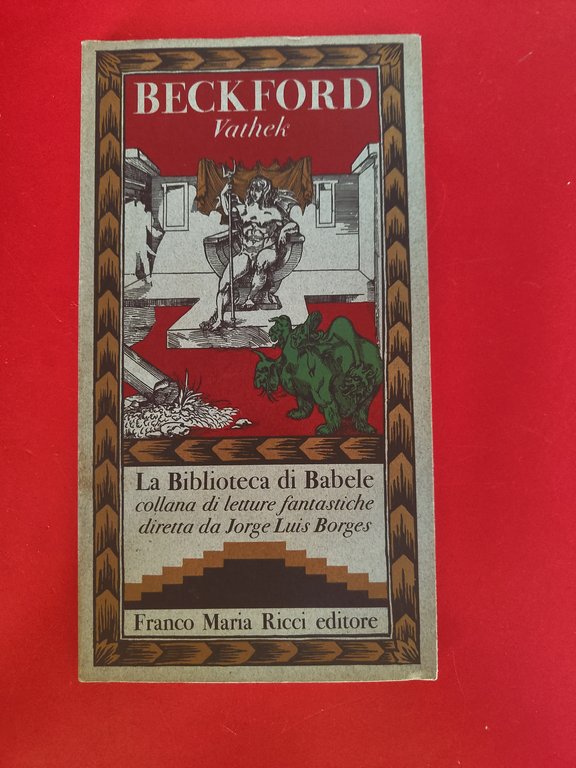 BECKFORD
Vathek
La Biblioteca di Babele
collana di letture fantastiche
diretta da Jorge Luis Borges
Franco Maria Ricci editore